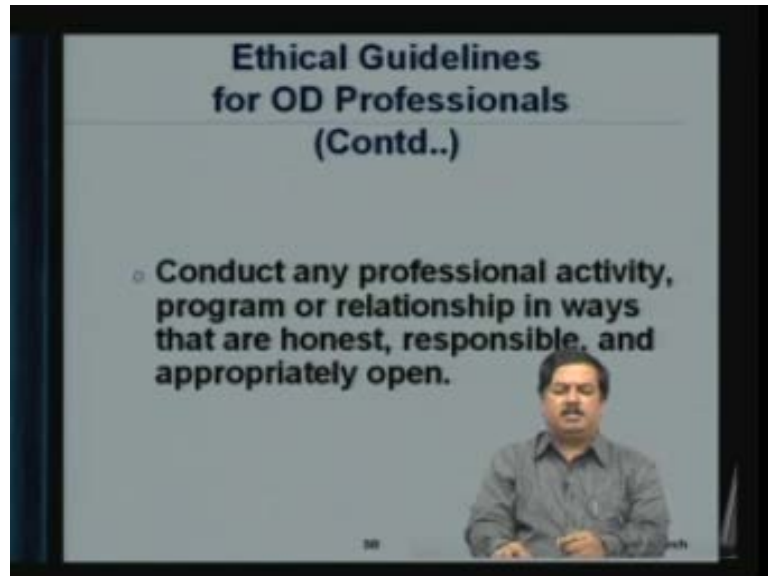 Ethical Guidelines
for OD Professionals
(Contd..)
Conduct any professional activity,
program or relationship in ways
that are honest, responsible, and
appropriately open.